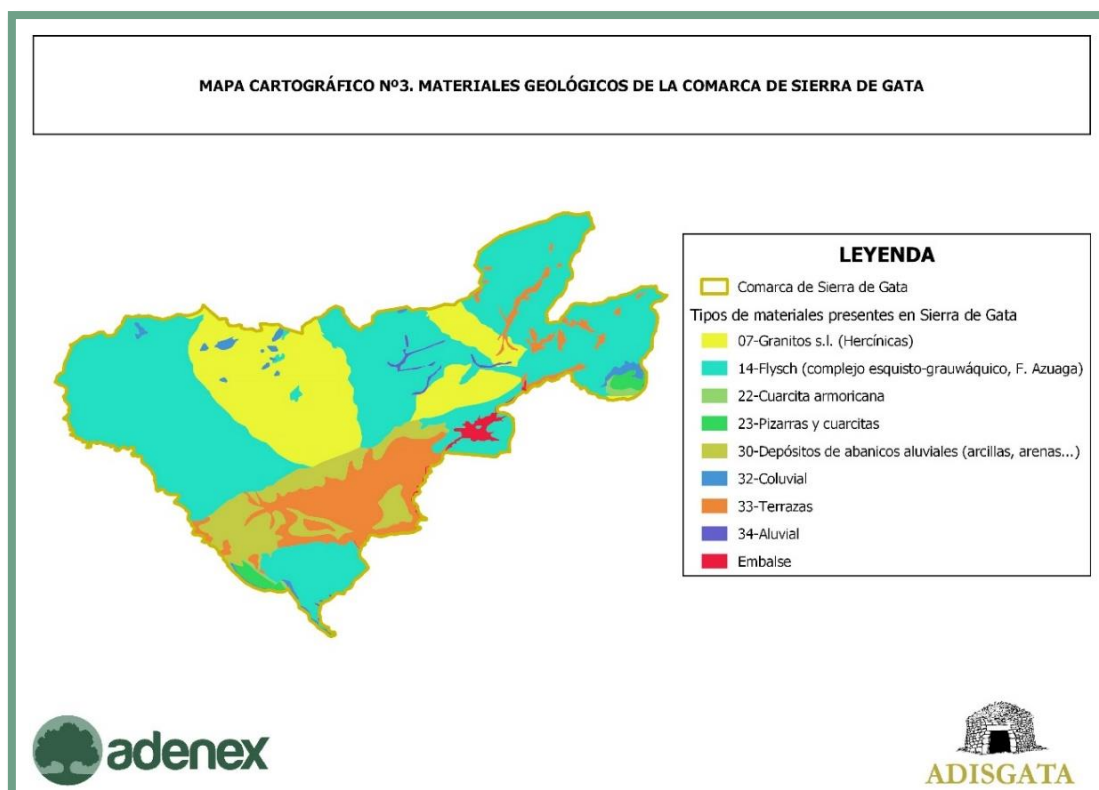 MAPA CARTOGRÁFICO Nº3. MATERIALES GEOLÓGICOS DE LA COMARCA DE SIERRA DE GATA
LEYENDA
Comarca de Sierra de Gata
Tipos de materiales presentes en Sierra de Gata
07-Granitos s.l. (Hercínicas)
14-Flysch (complejo esquisto-grauwáquico, F. Azuaga)
22-Cuarcita armoricana
23-Pizarras y cuarcitas
30-Depósitos de abanicos aluviales (arcillas, arenas...)
32-Coluvial
33-Terrazas
34-Aluvial
Embalse
adenex
ADISGATA